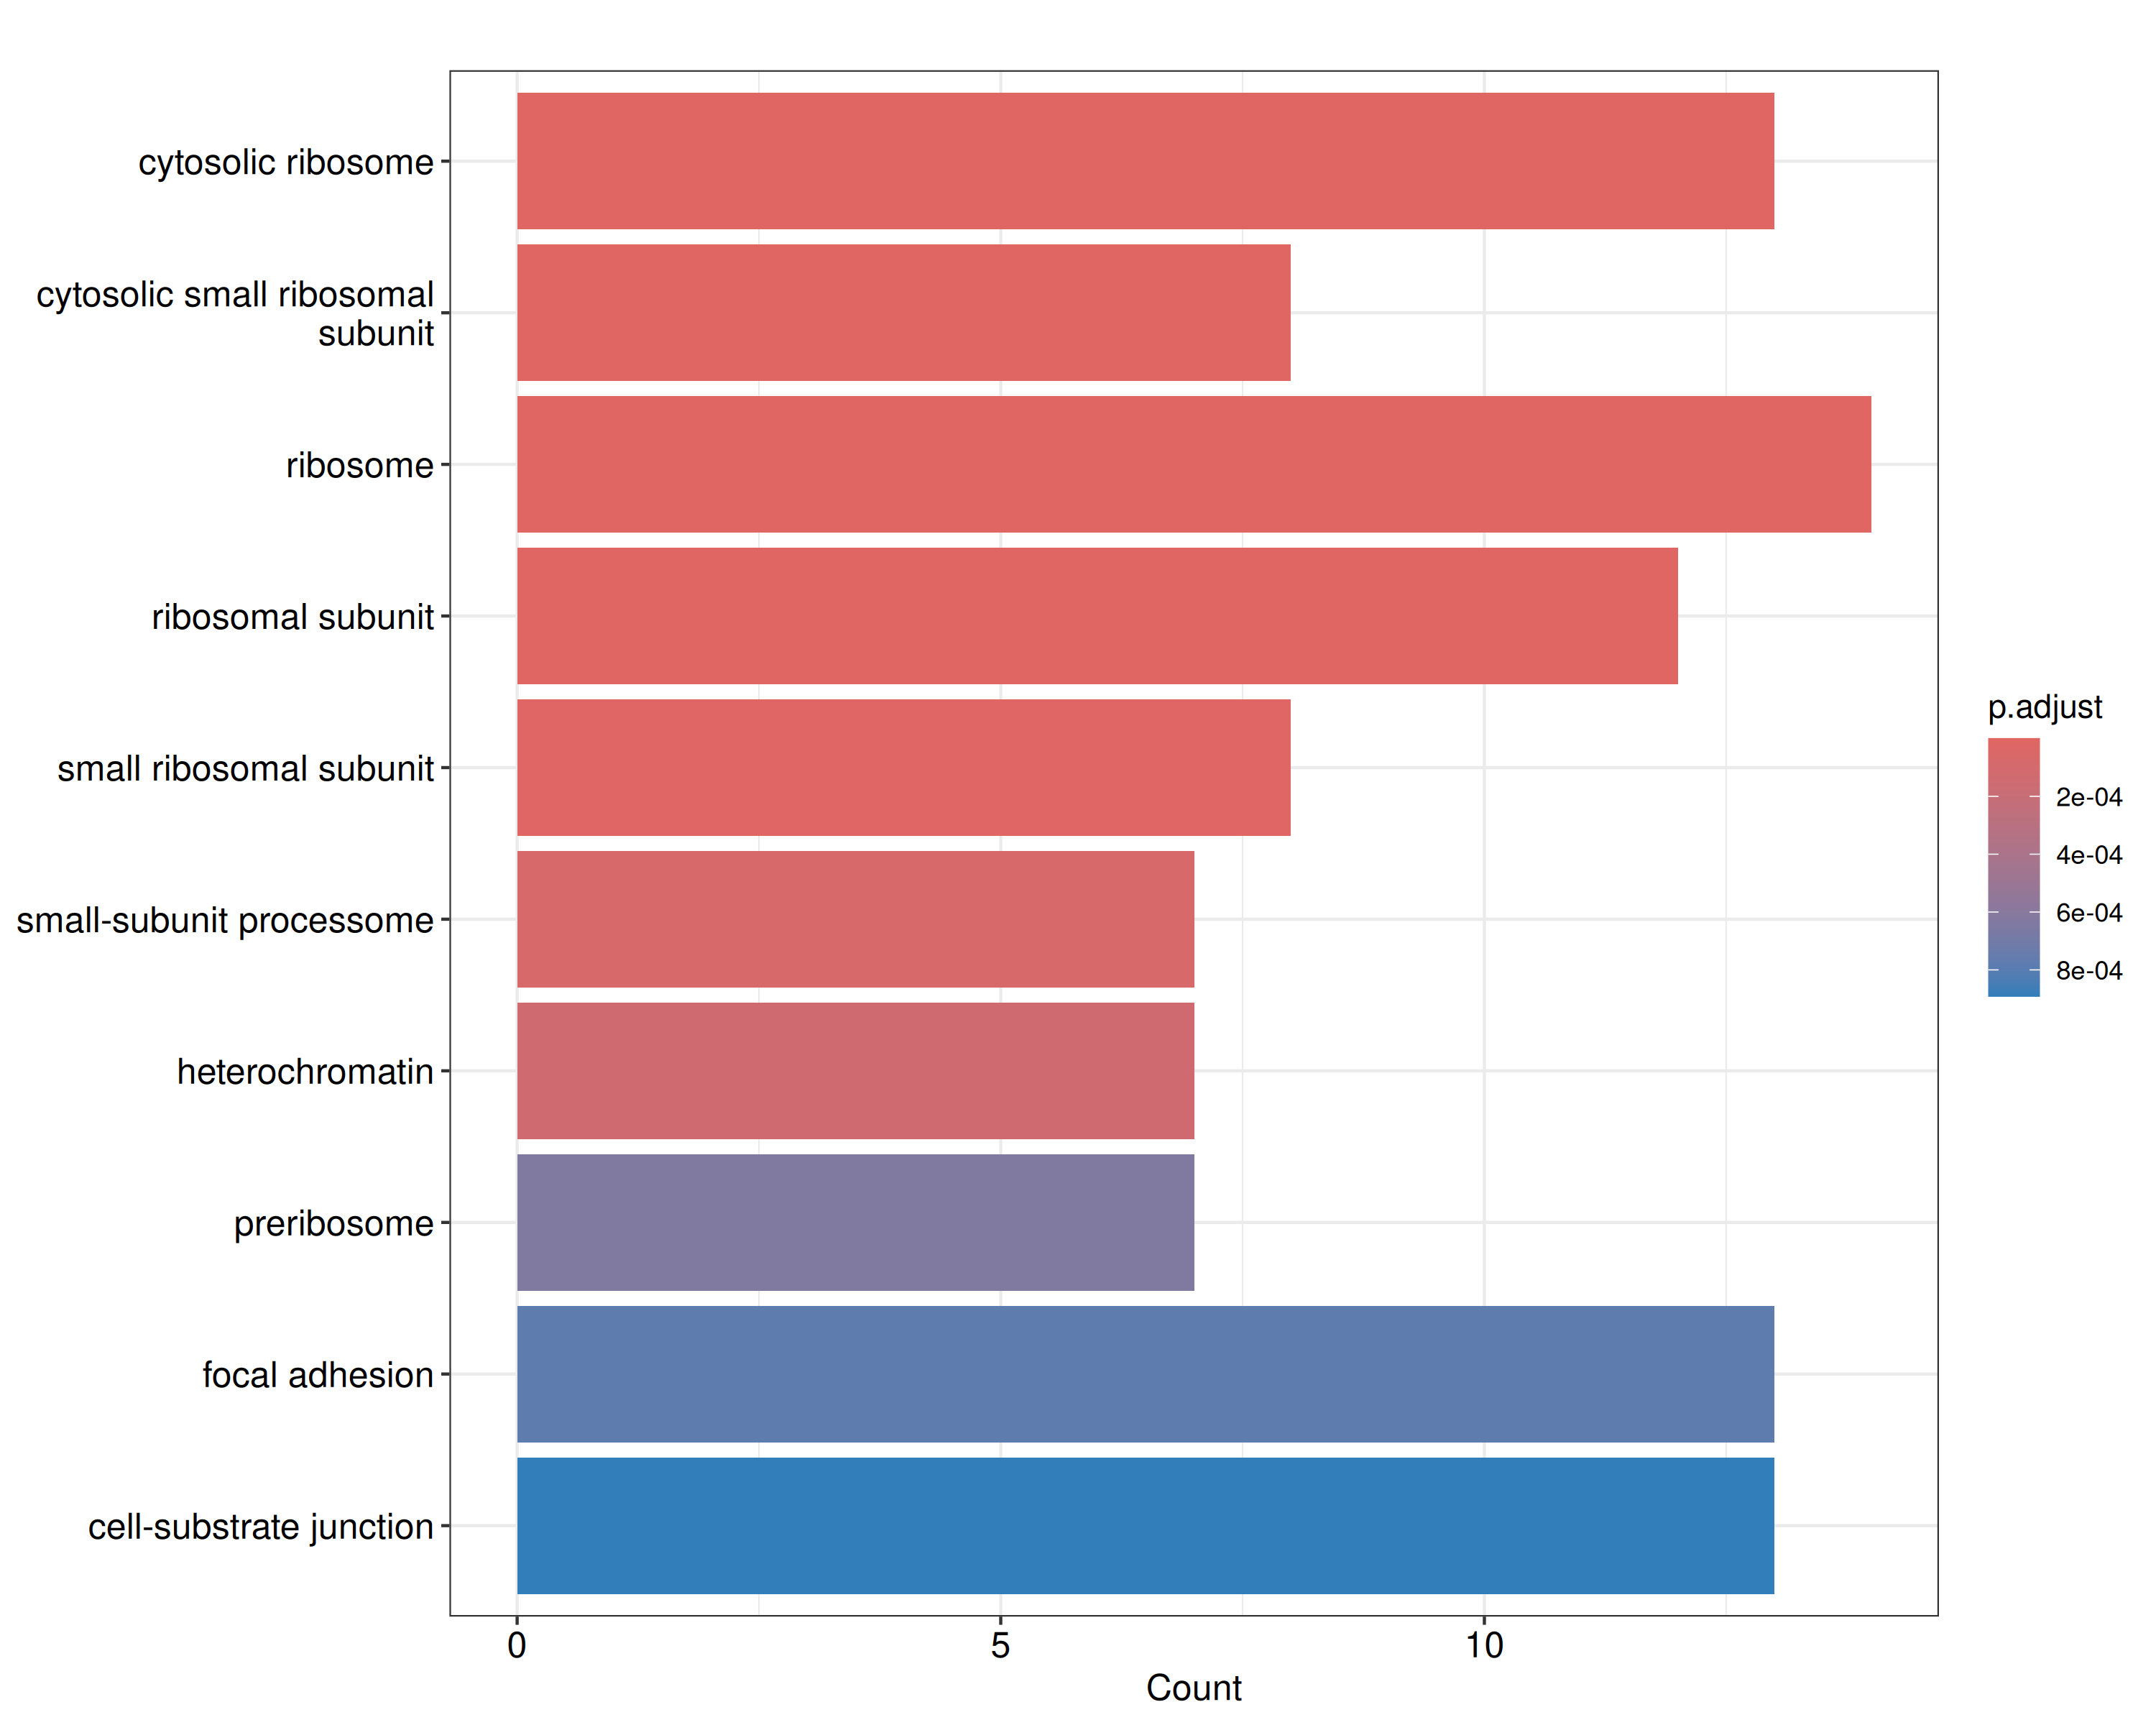 cytosolic ribosome
cytosolic small ribosomal
subunit
ribosome
ribosomal subunit
small ribosomal subunit
small-subunit processome
heterochromatin
preribosome
focal adhesion
cell-substrate junction
0
5
10
Count
p.adjust
2e-04
4e-04
6e-04
8e-04